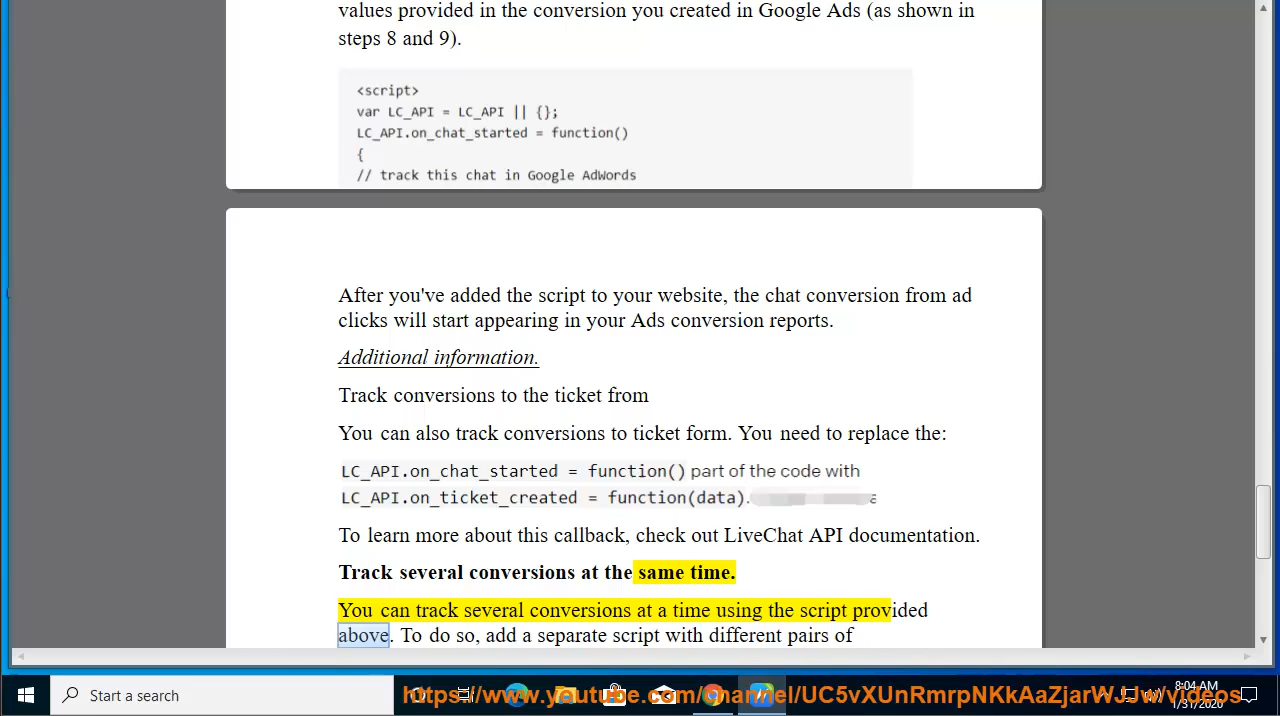 values provided in the conversion you created in Google Ads (as shown in
steps 8 and 9).
<script>
var LC_API = LC_API || {};
LC_API.on_chat_started = function()
{
// track this chat in Google AdWords
After you've added the script to your website, the chat conversion from ad
clicks will start appearing in your Ads conversion reports.
Additional information.
Track conversions to the ticket from
You can also track conversions to ticket form. You need to replace the:
LC_API.on_chat_started = function() part of the code with
LC_API.on_ticket_created = function(data).
To learn more about this callback, check out LiveChat API documentation.
Track several conversions at the same time.
You can track several conversions at a time using the script provided
above. To do so, add a separate script with different pairs of
Start a search
https://www.youtube.com/channel/UC5vXUnRmrpNKkAaZjarWJJw/videos
8:04 AM
1/31/2020